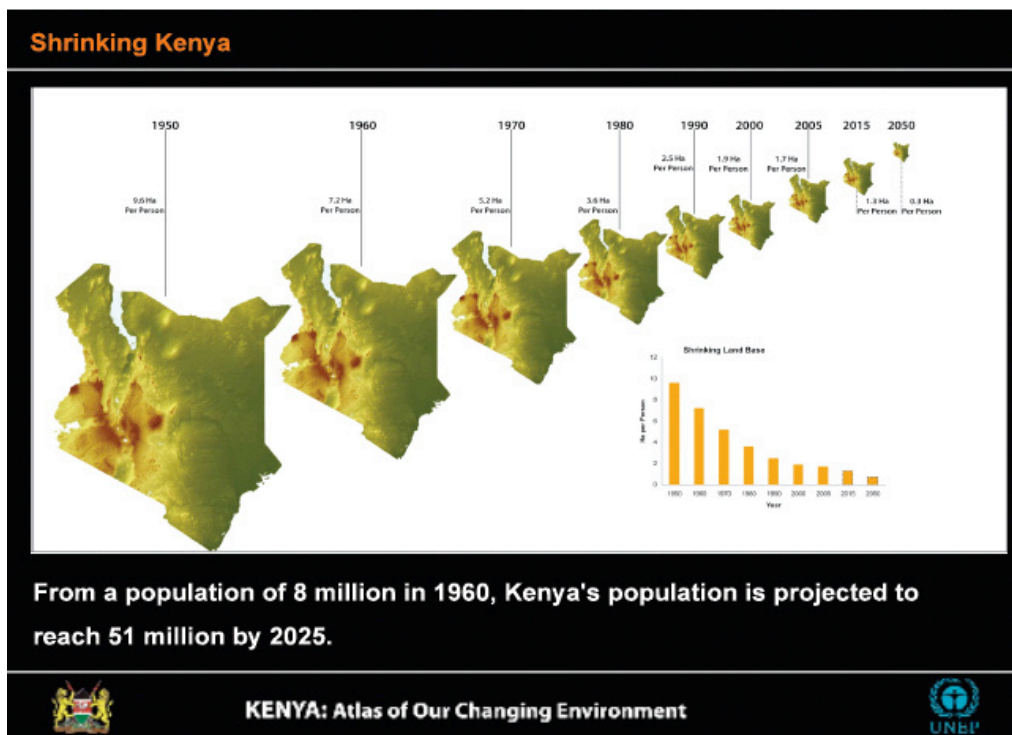 Shrinking Kenya
1950 1960 1970 1980 1990 2000 2005 2015 2050
9.6 Ha
Per Person
7.2 Ha
Per Person
5.2 Ha
Per Person
3.6 Ha
Per Person
2.5 Ha
Per Person
1.9 Ha
Per Person
1.7 Ha
Per Person
1.3 Ha
Per Person
0.3 Ha
Per Person
Shrinking Land Base
Ha per Person
12
10
8
6
4
2
0
1950 1960 1970 1980 1990 2000 2005 2015 2050
Year
From a population of 8 million in 1960, Kenya's population is projected to
reach 51 million by 2025.
KENYA: Atlas of Our Changing Environment
UNEP